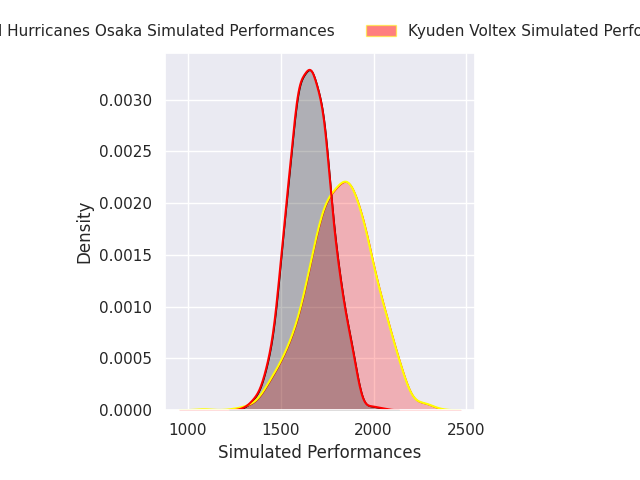 Hurricanes Osaka Simulated Performances Kyuden Voltex Simulated
0.0030
0.0025
0.0020
0.0015
0.0010
0.0005
0.0000
Density
1000 1500 2000 2500
Simulated Performances